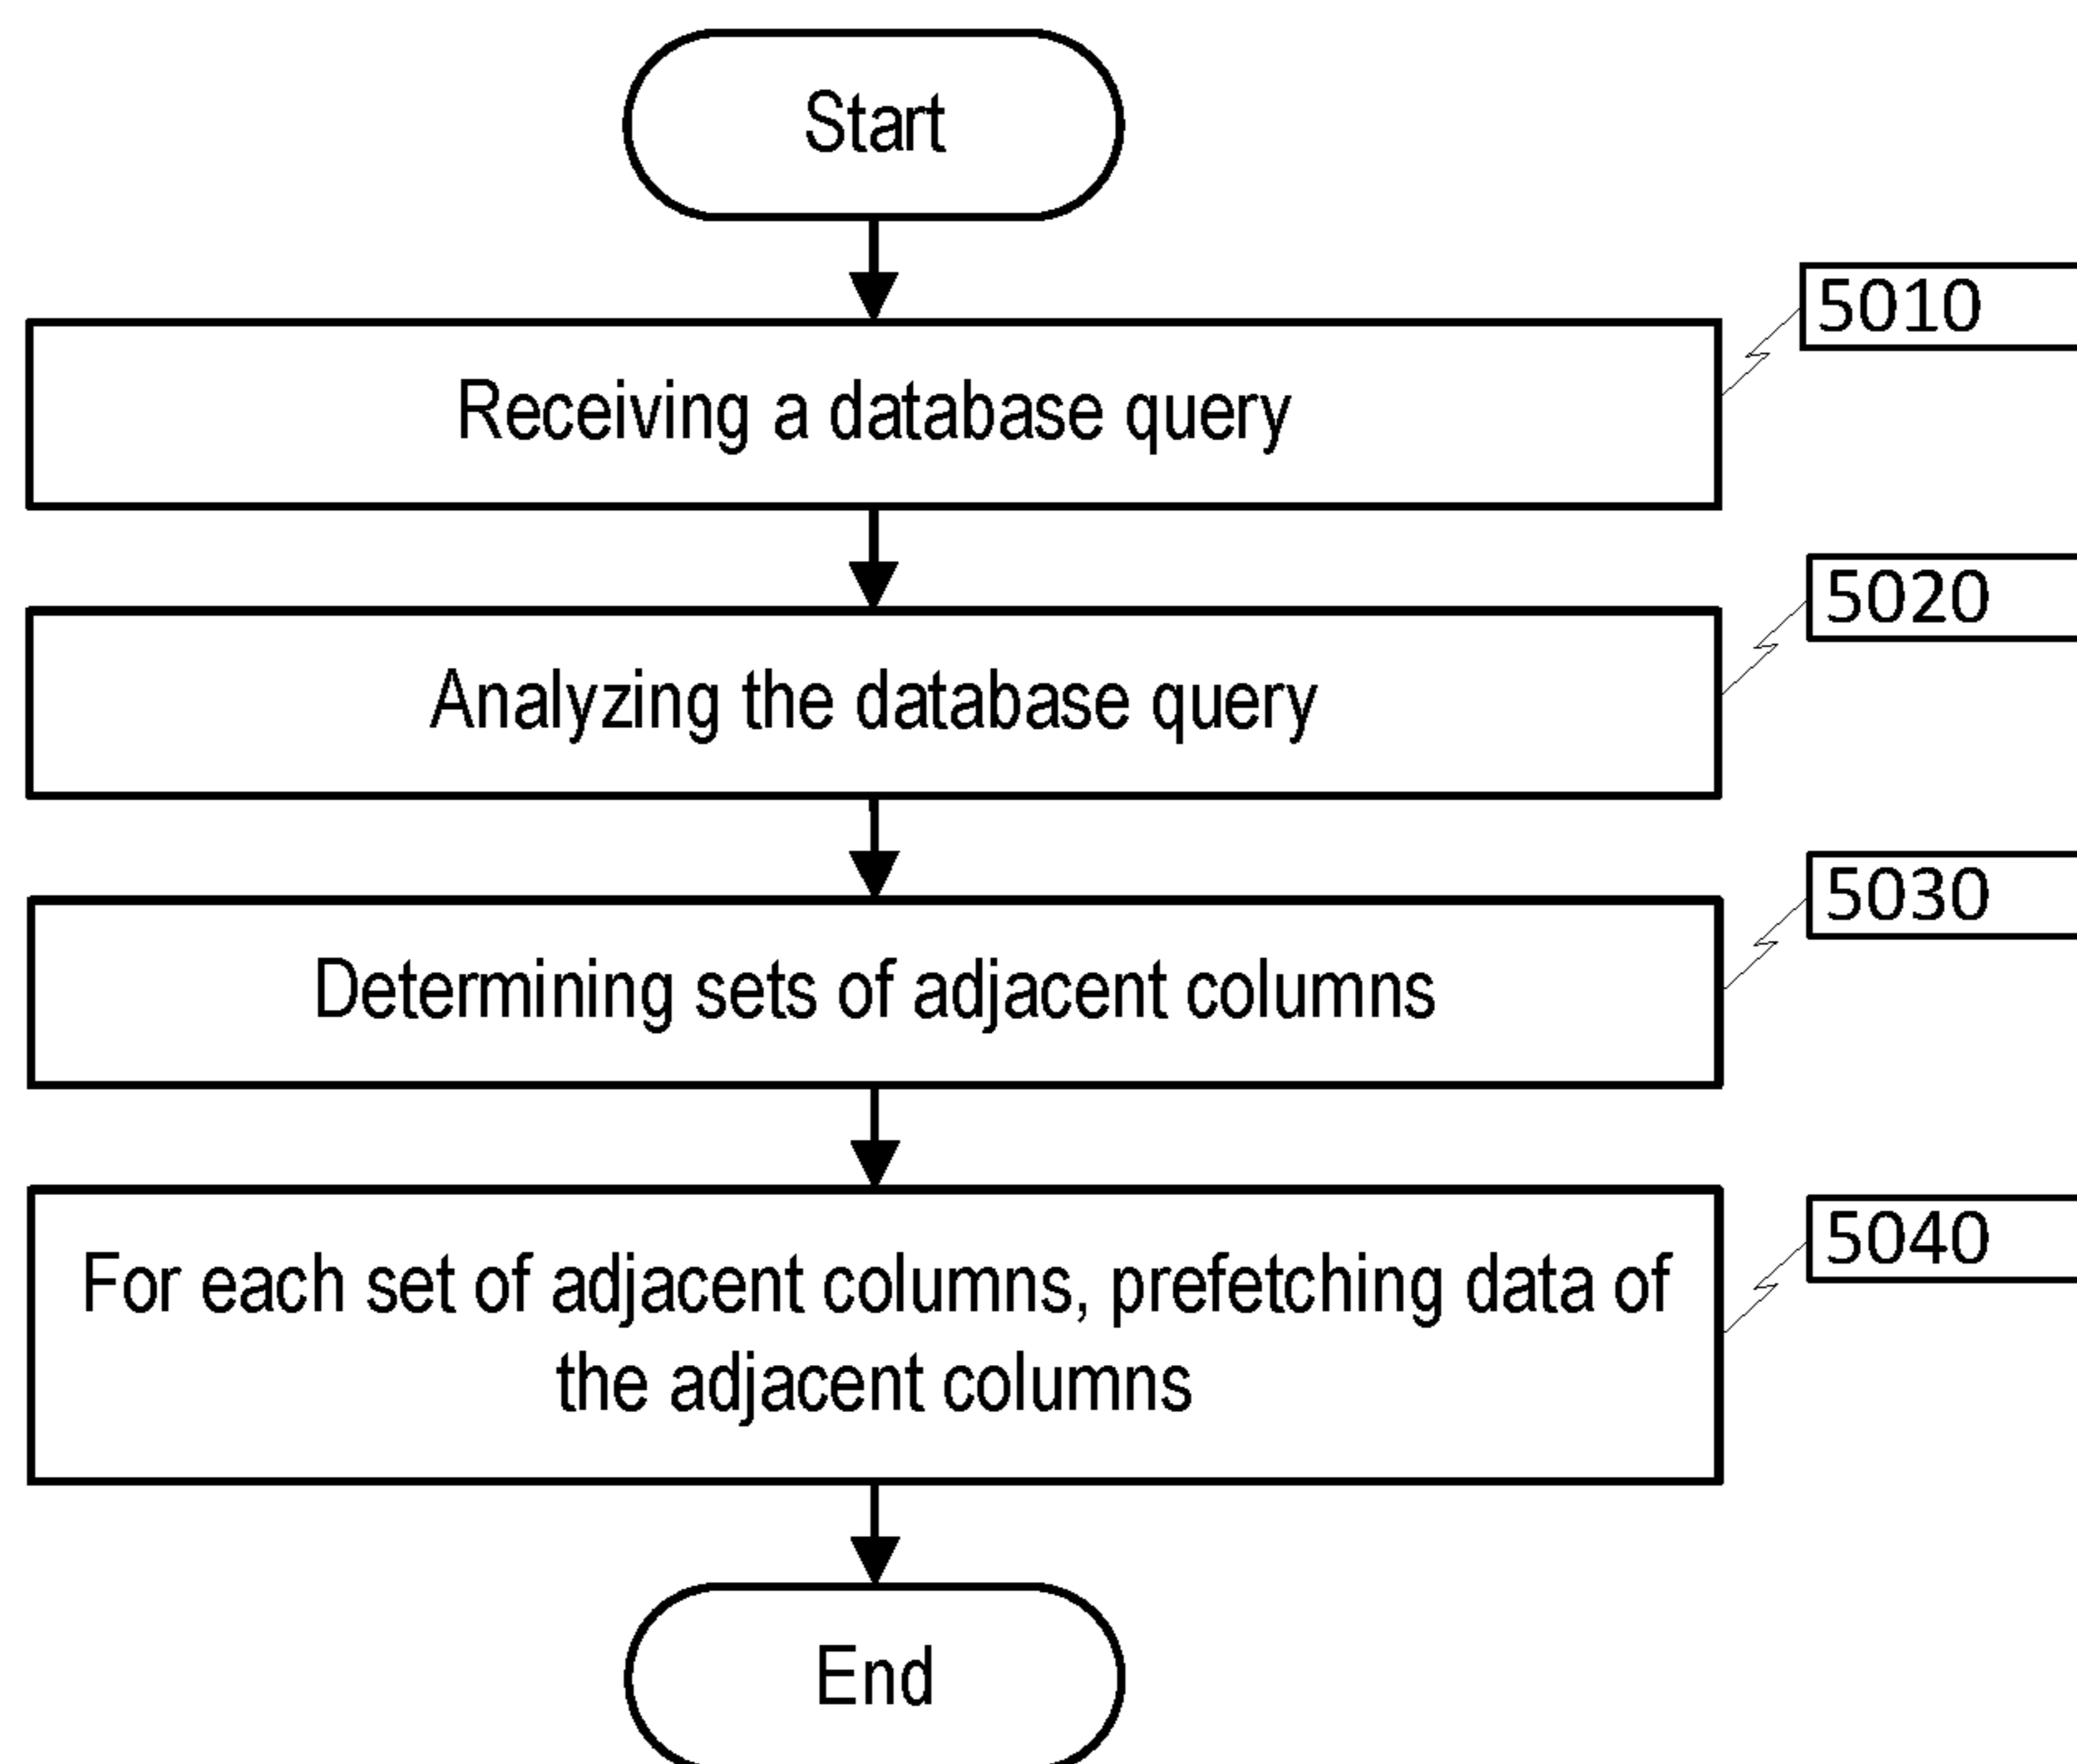 Start
5010
Receiving a database query
5020
Analyzing the database query
5030
Determining sets of adjacent columns
5040
For each set of adjacent columns, prefetching data of
the adjacent columns
End